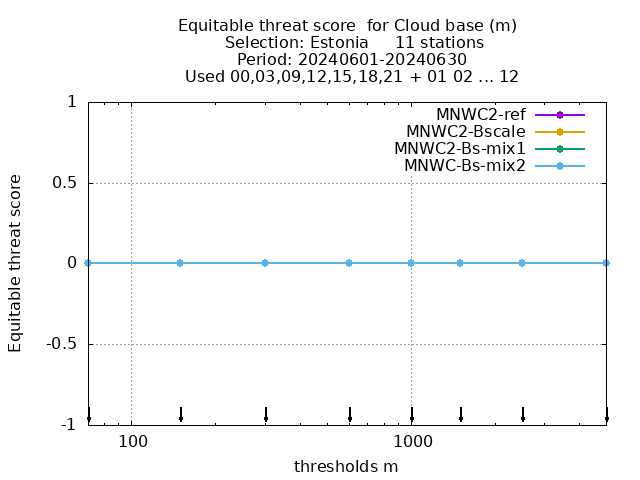 Equitable threat score  for Cloud base (m)
Selection: Estonia     11 stations
Period: 20240601-20240630
Used 00,03,09,12,15,18,21 + 01 02 ... 12
MNWC2-ref
MNWC2-Bscale
MNWC2-Bs-mix1
MNWC-Bs-mix2
Equitable threat score
1
0.5
0
-0.5
-1
100
1000
thresholds m